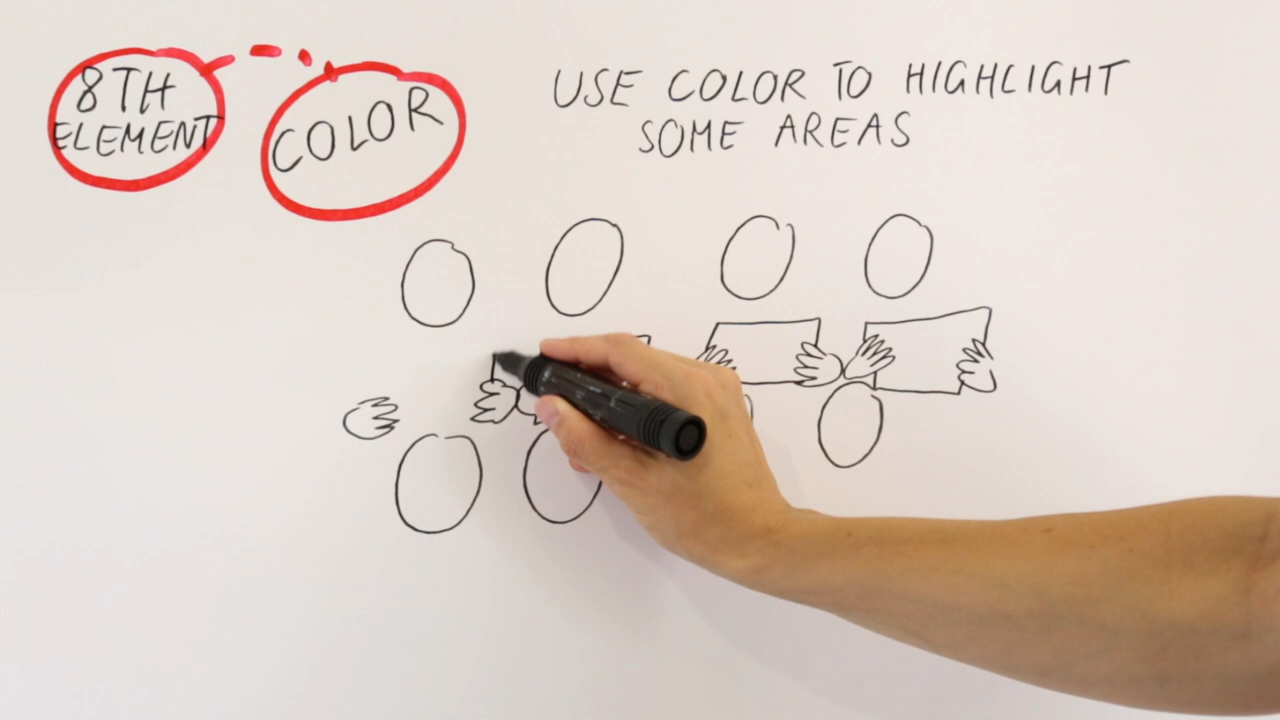 8TH
ELEMENT
COLOR
USE COLOR TO HIGHLIGHT
SOME AREAS